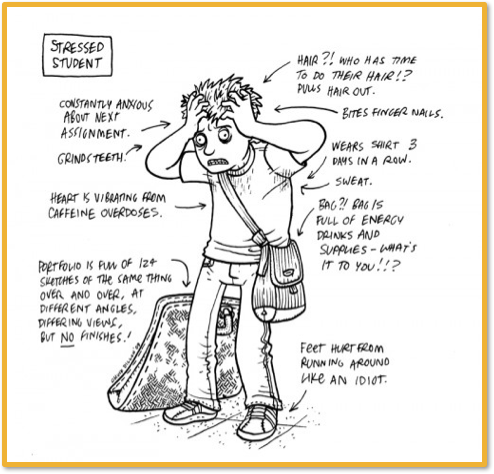 STRESSED
STUDENT
HAIR?! WHO HAS TIME
TO DO THEIR HAIR!?
PULLS HAIR OUT.
CONSTANTLY ANXIOUS
ABOUT NEXT
ASSIGNMENT.
BITES FINGER NAILS.
GRINDS TEETH.
WEARS SHIRT 3
DAYS IN A ROW.
SWEAT.
HEART IS VIBRATING FROM
CAFFEINE OVERDOSES.
BAG?! BAG IS
FULL OF ENERGY
DRINKS AND
SUPPLIES - WHAT'S
IT TO YOU!!?
PORTFOLIO IS FULL OF 124
SKETCHES OF THE SAME THING
OVER AND OVER, AT
DIFFERENT ANGLES,
DIFFERING VIEWS,
BUT NO FINISHES!
FEET HURT FROM
RUNNING AROUND
LIKE AN IDIOT.